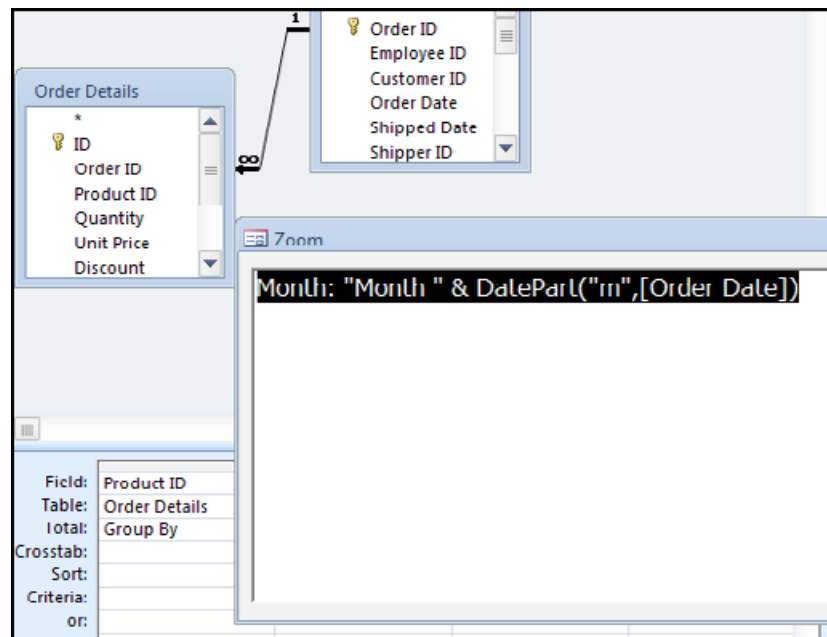 1
Order ID
Employee ID
Customer ID
Order Date
Shipped Date
Shipper ID
Order Details
*
ID
Order ID
Product ID
Quantity
Unit Price
Discount
∞
Zoom
Month: "Month " & DatePart("m",[Order Date])
Field: Product ID
Table: Order Details
Total: Group By
Crosstab:
Sort:
Criteria:
or: